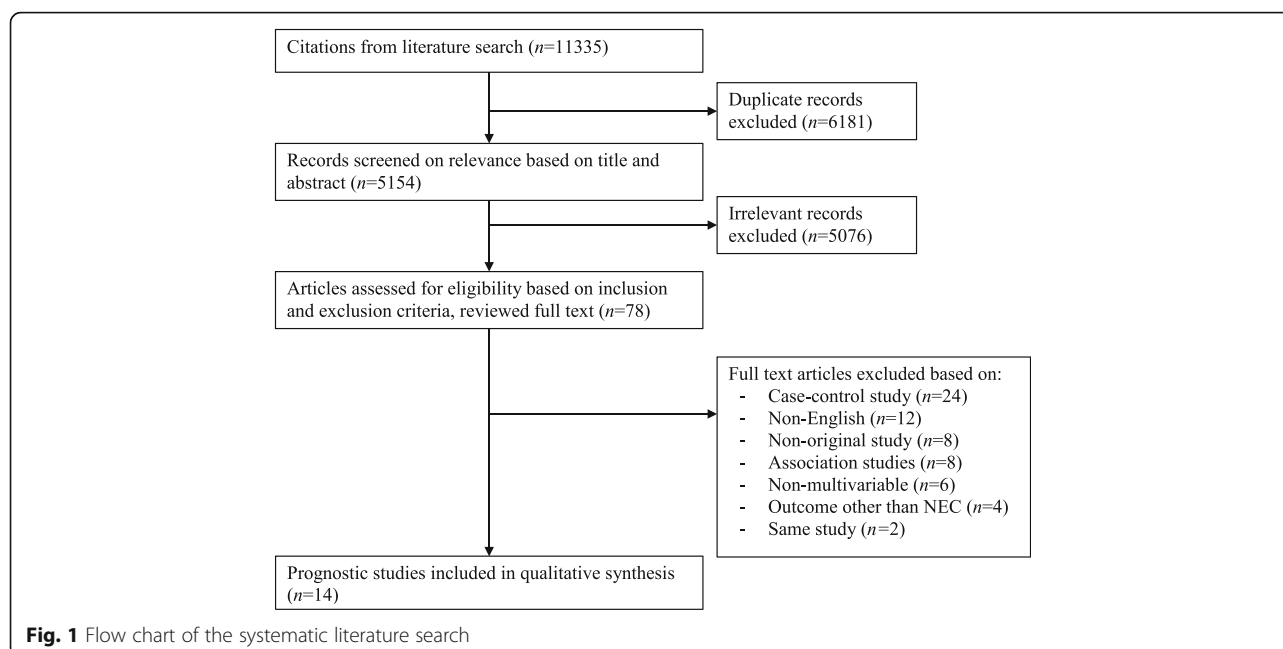 Citations from literature search (n=11335)
Duplicate records
excluded (n=6181)
Records screened on relevance based on title and
abstract (n=5154)
Irrelevant records
excluded (n=5076)
Articles assessed for eligibility based on inclusion
and exclusion criteria, reviewed full text (n=78)
Full text articles excluded based on:
- Case-control study (n=24)
- Non-English (n=12)
- Non-original study (n=8)
- Association studies (n=8)
- Non-multivariable (n=6)
- Outcome other than NEC (n=4)
- Same study (n=2)
Prognostic studies included in qualitative synthesis
(n=14)
Fig. 1 Flow chart of the systematic literature search